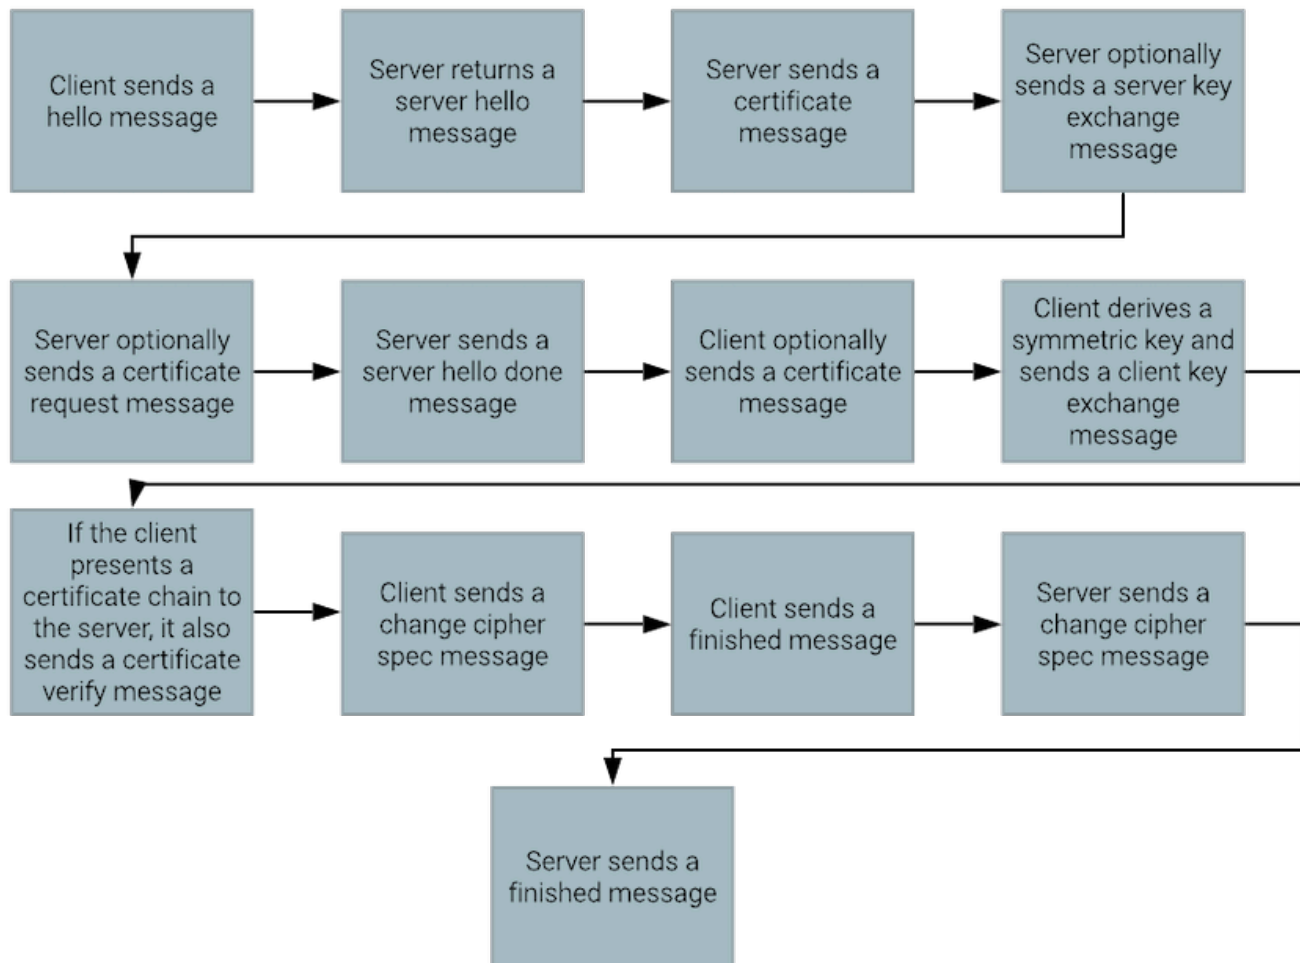 Client sends a
hello message
Server returns a
server hello
message
Server sends a
certificate
message
Server optionally
sends a server key
exchange
message
Server optionally
sends a certificate
request message
Server sends a
server hello done
message
Client optionally
sends a certificate
message
Client derives a
symmetric key and
sends a client key
exchange
message
If the client
presents a
certificate chain to
the server, it also
sends a certificate
verify message
Client sends a
change cipher
spec message
Client sends a
finished message
Server sends a
change cipher
spec message
Server sends a
finished message